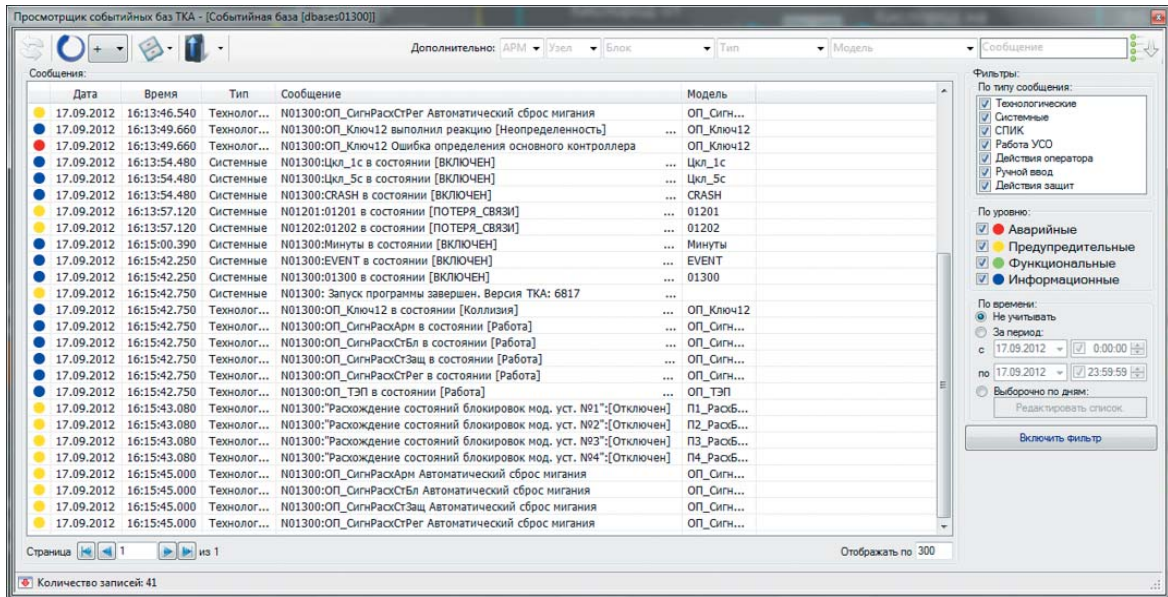 Просмотрщик событийных баз ТКА - [Событийная база [dbases01300]]
+ Дополнительно: АРМ Узел Блок Тип Модель Сообщение
Сообщения:
Дата Время Тип Сообщение Модель
17.09.2012 16:13:46.540 Технолог... N01300:ОП_СигнРасхСтРег Автоматический сброс мигания ОП_Сигн...
17.09.2012 16:13:49.660 Технолог... N01300:ОП_Ключ12 выполнил реакцию [Неопределенность] ... ОП_Ключ12
17.09.2012 16:13:49.660 Технолог... N01300:ОП_Ключ12 Ошибка определения основного контроллера ОП_Ключ12
17.09.2012 16:13:54.480 Системные N01300:Цкл_1с в состоянии [ВКЛЮЧЕН] ... Цкл_1с
17.09.2012 16:13:54.480 Системные N01300:Цкл_5с в состоянии [ВКЛЮЧЕН] ... Цкл_5с
17.09.2012 16:13:54.480 Системные N01300:CRASH в состоянии [ВКЛЮЧЕН] ... CRASH
17.09.2012 16:13:57.120 Системные N01201:01201 в состоянии [ПОТЕРЯ_СВЯЗИ] ... 01201
17.09.2012 16:13:57.120 Системные N01202:01202 в состоянии [ПОТЕРЯ_СВЯЗИ] ... 01202
17.09.2012 16:15:00.390 Системные N01300:Минуты в состоянии [ВКЛЮЧЕН] ... Минуты
17.09.2012 16:15:42.250 Системные N01300:EVENT в состоянии [ВКЛЮЧЕН] ... EVENT
17.09.2012 16:15:42.250 Системные N01300:01300 в состоянии [ВКЛЮЧЕН] ... 01300
17.09.2012 16:15:42.750 Системные N01300: Запуск программы завершен. Версия ТКА: 6817 ...
17.09.2012 16:15:42.750 Технолог... N01300:ОП_Ключ12 в состоянии [Коллизия] ... ОП_Ключ12
17.09.2012 16:15:42.750 Технолог... N01300:ОП_СигнРасхАрм в состоянии [Работа] ... ОП_Сигн...
17.09.2012 16:15:42.750 Технолог... N01300:ОП_СигнРасхСтБл в состоянии [Работа] ... ОП_Сигн...
17.09.2012 16:15:42.750 Технолог... N01300:ОП_СигнРасхСтЗащ в состоянии [Работа] ... ОП_Сигн...
17.09.2012 16:15:42.750 Технолог... N01300:ОП_СигнРасхСтРег в состоянии [Работа] ... ОП_Сигн...
17.09.2012 16:15:42.750 Технолог... N01300:ОП_ТЭП в состоянии [Работа] ... ОП_ТЭП
17.09.2012 16:15:43.080 Технолог... N01300:"Расхождение состояний блокировок мод. уст. №1":[Отключен] П1_РасхБ...
17.09.2012 16:15:43.080 Технолог... N01300:"Расхождение состояний блокировок мод. уст. №2":[Отключен] П2_РасхБ...
17.09.2012 16:15:43.080 Технолог... N01300:"Расхождение состояний блокировок мод. уст. №3":[Отключен] П3_РасхБ...
17.09.2012 16:15:43.080 Технолог... N01300:"Расхождение состояний блокировок мод. уст. №4":[Отключен] П4_РасхБ...
17.09.2012 16:15:45.000 Технолог... N01300:ОП_СигнРасхАрм Автоматический сброс мигания ОП_Сигн...
17.09.2012 16:15:45.000 Технолог... N01300:ОП_СигнРасхСтБл Автоматический сброс мигания ОП_Сигн...
17.09.2012 16:15:45.000 Технолог... N01300:ОП_СигнРасхСтЗащ Автоматический сброс мигания ОП_Сигн...
17.09.2012 16:15:45.000 Технолог... N01300:ОП_СигнРасхСтРег Автоматический сброс мигания ОП_Сигн...
Страница 1 из 1 Отображать по 300
Количество записей: 41
Фильтры:
По типу сообщения:
Технологические
Системные
СПИК
Работа УСО
Действия оператора
Ручной ввод
Действия защит
По уровню:
Аварийные
Предупредительные
Функциональные
Информационные
По времени:
Не учитывать
За период:
с 17.09.2012 0:00:00
по 17.09.2012 23:59:59
Выборочно по дням:
Редактировать список
Включить фильтр